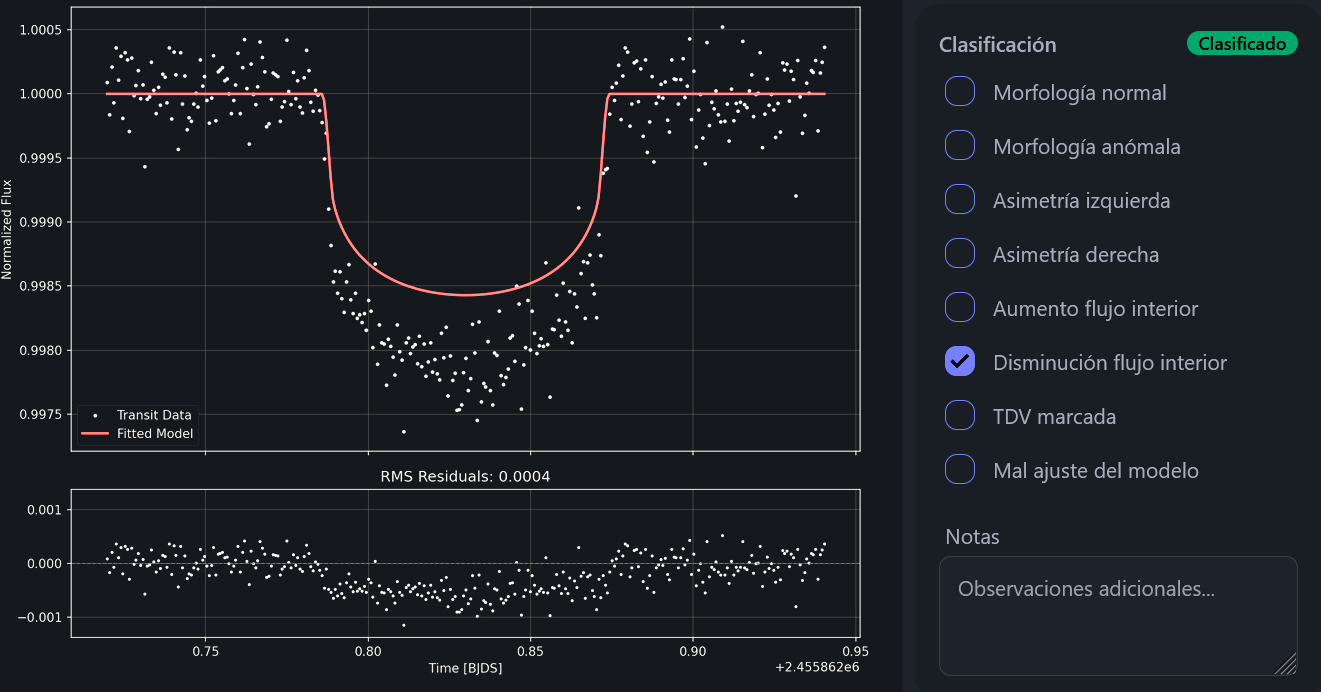 1.0005
1.0000
0.9995
0.9990
0.9985
0.9980
0.9975
Normalized Flux
Transit Data
Fitted Model
RMS Residuals: 0.0004
0.001
0.000
−0.001
0.75
0.80
0.85
0.90
0.95
Time [BJDS]
+2.455862e6
Clasificación
Clasificado
Morfología normal
Morfología anómala
Asimetría izquierda
Asimetría derecha
Aumento flujo interior
Disminución flujo interior
TDV marcada
Mal ajuste del modelo
Notas
Observaciones adicionales...